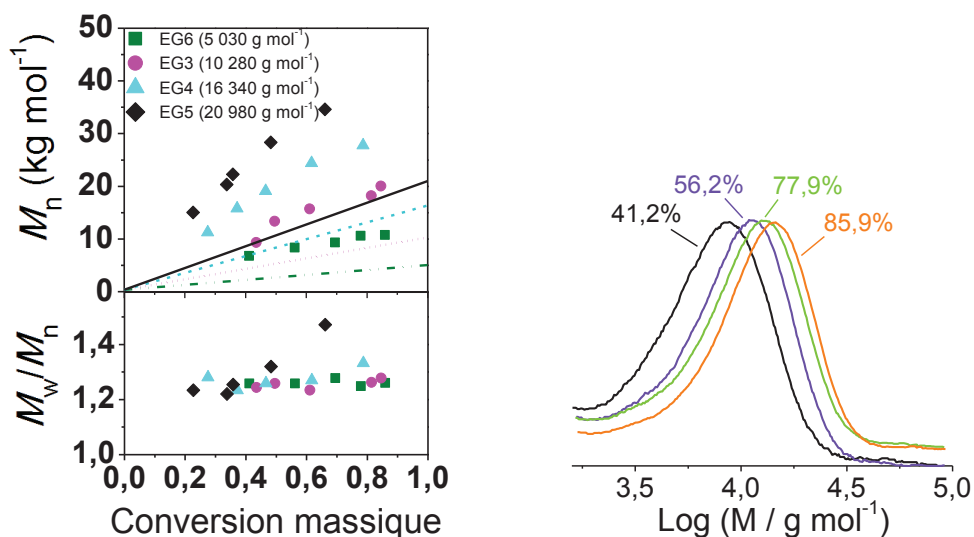 50
40
30
20
10
0
M_n (kg mol⁻¹)
EG6 (5 030 g mol⁻¹)
EG3 (10 280 g mol⁻¹)
EG4 (16 340 g mol⁻¹)
EG5 (20 980 g mol⁻¹)
1,4
1,2
1,0
M_w/M_n
0,0 0,2 0,4 0,6 0,8 1,0
Conversion massique
41,2%
56,2%
77,9%
85,9%
3,5 4,0 4,5 5,0
Log (M / g mol⁻¹)